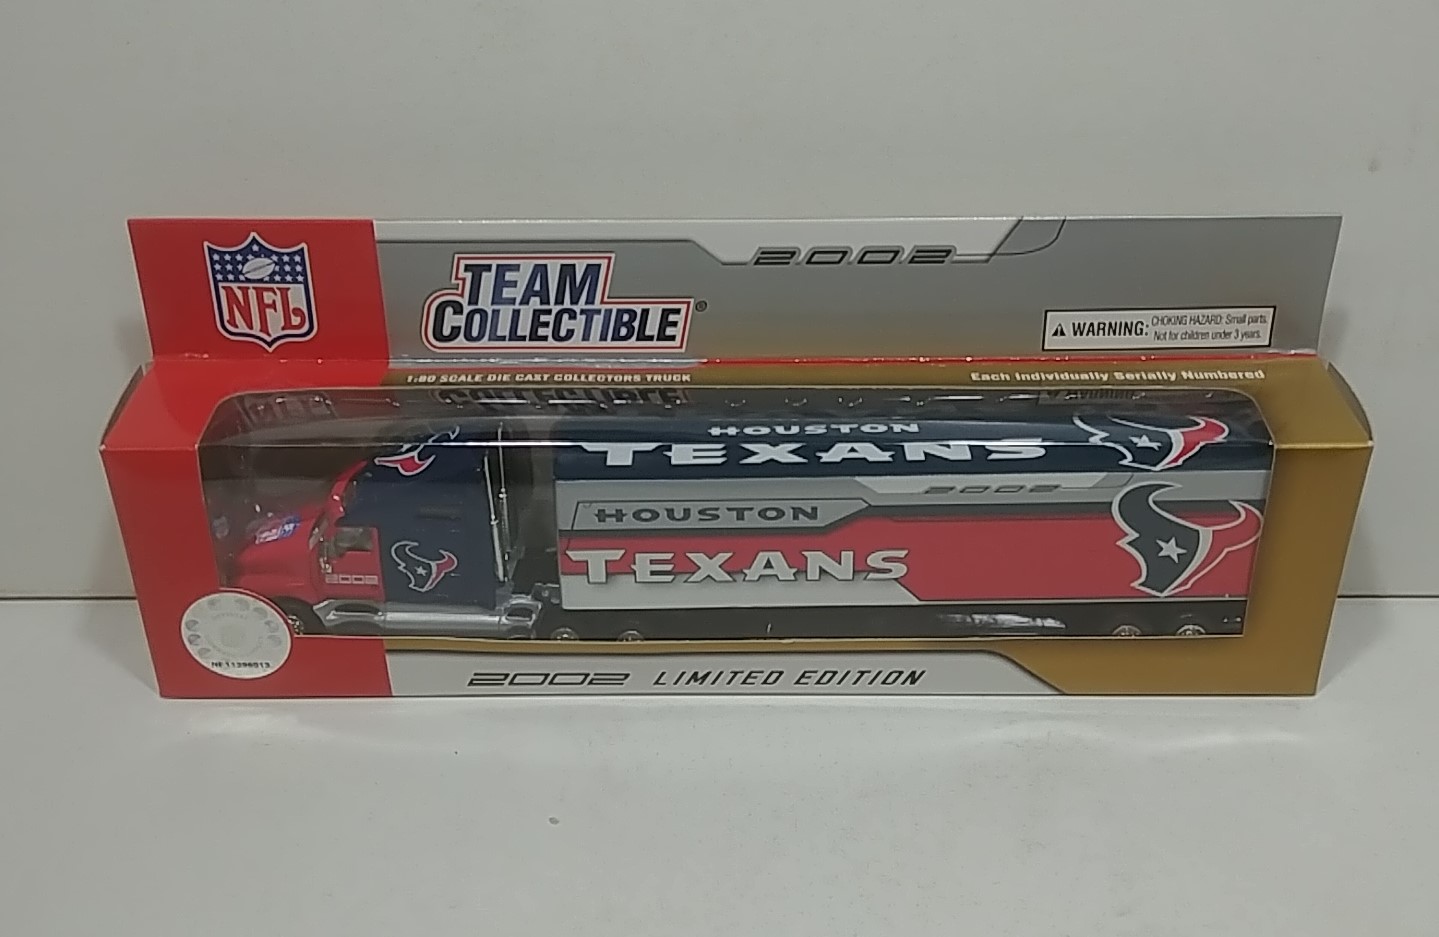 NFL
TEAM
COLLECTIBLE®
2002
WARNING: CHOKING HAZARD: Small parts.
Not for children under 3 years.
1:80 SCALE DIE CAST COLLECTORS TRUCK
Each Individually Serially Numbered
HOUSTON
TEXANS
2002
HOUSTON
TEXANS
2002
2002 LIMITED EDITION